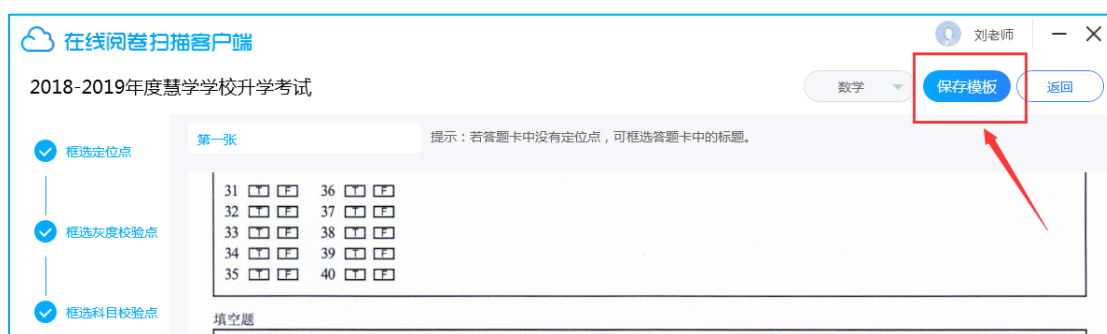 在线阅卷扫描客户端
刘老师
2018-2019年度慧学学校升学考试
数学
保存模板
返回
框选定位点
框选灰度校验点
框选科目校验点
第一张
提示：若答题卡中没有定位点，可框选答题卡中的标题。
31 T F 36 T F
32 T F 37 T F
33 T F 38 T F
34 T F 39 T F
35 T F 40 T F
填空题